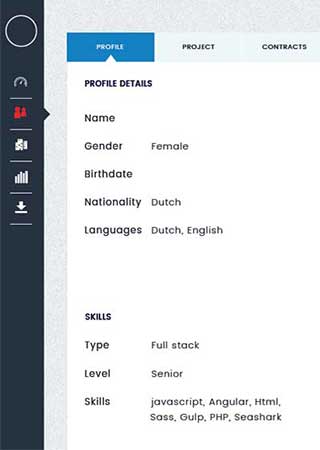 PROFILE PROJECT CONTRACTS
PROFILE DETAILS
Name
Gender Female
Birthdate
Nationality Dutch
Languages Dutch, English
SKILLS
Type Full stack
Level Senior
Skills javascript, Angular, Html,
Sass, Gulp, PHP, Seashark